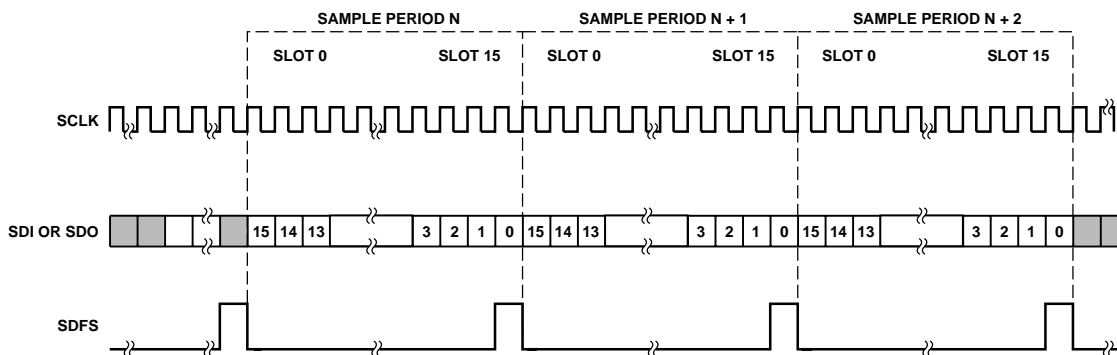 SAMPLE PERIOD N SAMPLE PERIOD N + 1 SAMPLE PERIOD N + 2
SLOT 0 SLOT 15 SLOT 0 SLOT 15 SLOT 0 SLOT 15
SCLK
SDI OR SDO 15 14 13 3 2 1 0 15 14 13 3 2 1 0 15 14 13 3 2 1 0
SDFS